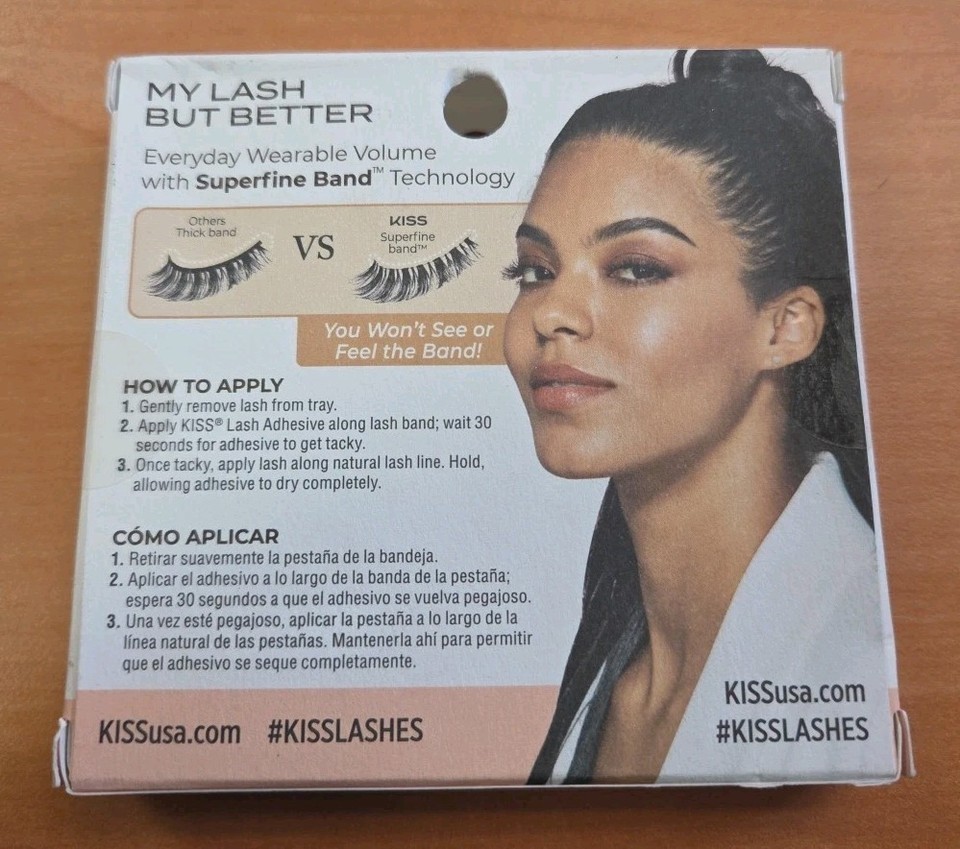 MY LASH
BUT BETTER
Everyday Wearable Volume
with Superfine Band™ Technology
Others
Thick band
VS
KISS
Superfine
band™
You Won't See or
Feel the Band!
HOW TO APPLY
1. Gently remove lash from tray.
2. Apply KISS® Lash Adhesive along lash band; wait 30
seconds for adhesive to get tacky.
3. Once tacky, apply lash along natural lash line. Hold,
allowing adhesive to dry completely.
CÓMO APLICAR
1. Retirar suavemente la pestaña de la bandeja.
2. Aplicar el adhesivo a lo largo de la banda de la pestaña;
espera 30 segundos a que el adhesivo se vuelva pegajoso.
3. Una vez esté pegajoso, aplicar la pestaña a lo largo de la
línea natural de las pestañas. Mantenerla ahí para permitir
que el adhesivo se seque completamente.
KISSusa.com #KISSLASHES
KISSusa.com
#KISSLASHES